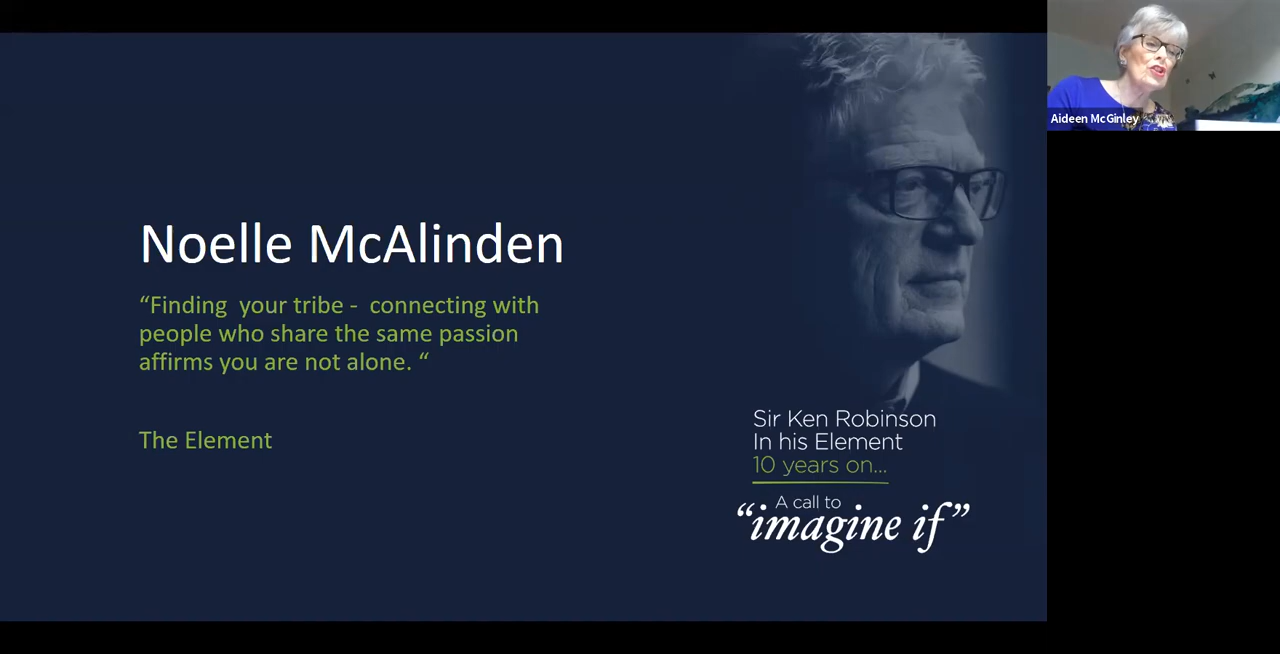 Aideen McGinley
Noelle McAlinden
“Finding  your tribe -  connecting with
people who share the same passion
affirms you are not alone. “
The Element
Sir Ken Robinson
In his Element
10 years on...
A call to
“imagine if”